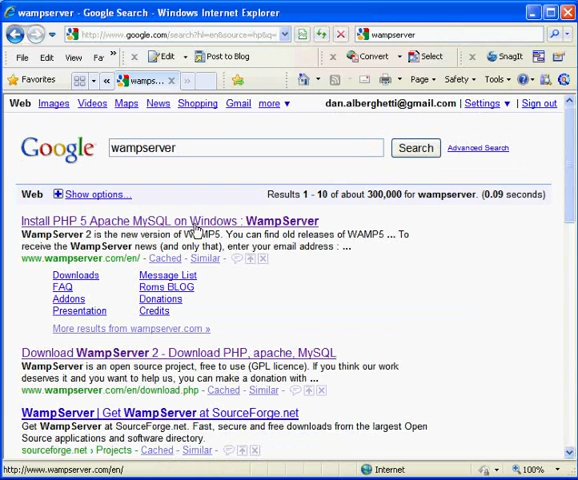 wampserver - Google Search - Windows Internet Explorer
http://www.google.com/search?hl=en&source=hp&q=
wampserver
Edit
Post to Blog
Convert
Select
SnagIt
File
Edit
View
Fa
Favorites
wamps...
Page
Safety
Tools
Web Images Videos Maps News Shopping Gmail more ▼
dan.alberghetti@gmail.com | Settings ▼ | Sign out
Google
wampserver
Search
Advanced Search
Web
Show options...
Results 1 - 10 of about 300,000 for wampserver. (0.09 seconds)
Install PHP 5 Apache MySQL on Windows : WampServer
WampServer 2 is the new version of WAMP5. You can find old releases of WAMP5 ... To
receive the WampServer news (and only that), enter your email address : ...
www.wampserver.com/en/ - Cached - Similar -
Downloads Message List
FAQ Roms BLOG
Addons Donations
Presentation Credits
More results from wampserver.com »
Download WampServer 2 - Download PHP, apache, MySQL
WampServer is an open source project, free to use (GPL licence). If you think our work
deserves it and you want to help us, you can make a donation with ...
www.wampserver.com/en/download.php - Cached - Similar -
WampServer | Get WampServer at SourceForge.net
Get WampServer at SourceForge.net. Fast, secure and free downloads from the largest Open
Source applications and software directory.
sourceforge.net › Projects - Cached - Similar -
http://www.wampserver.com/en/
Internet
100%